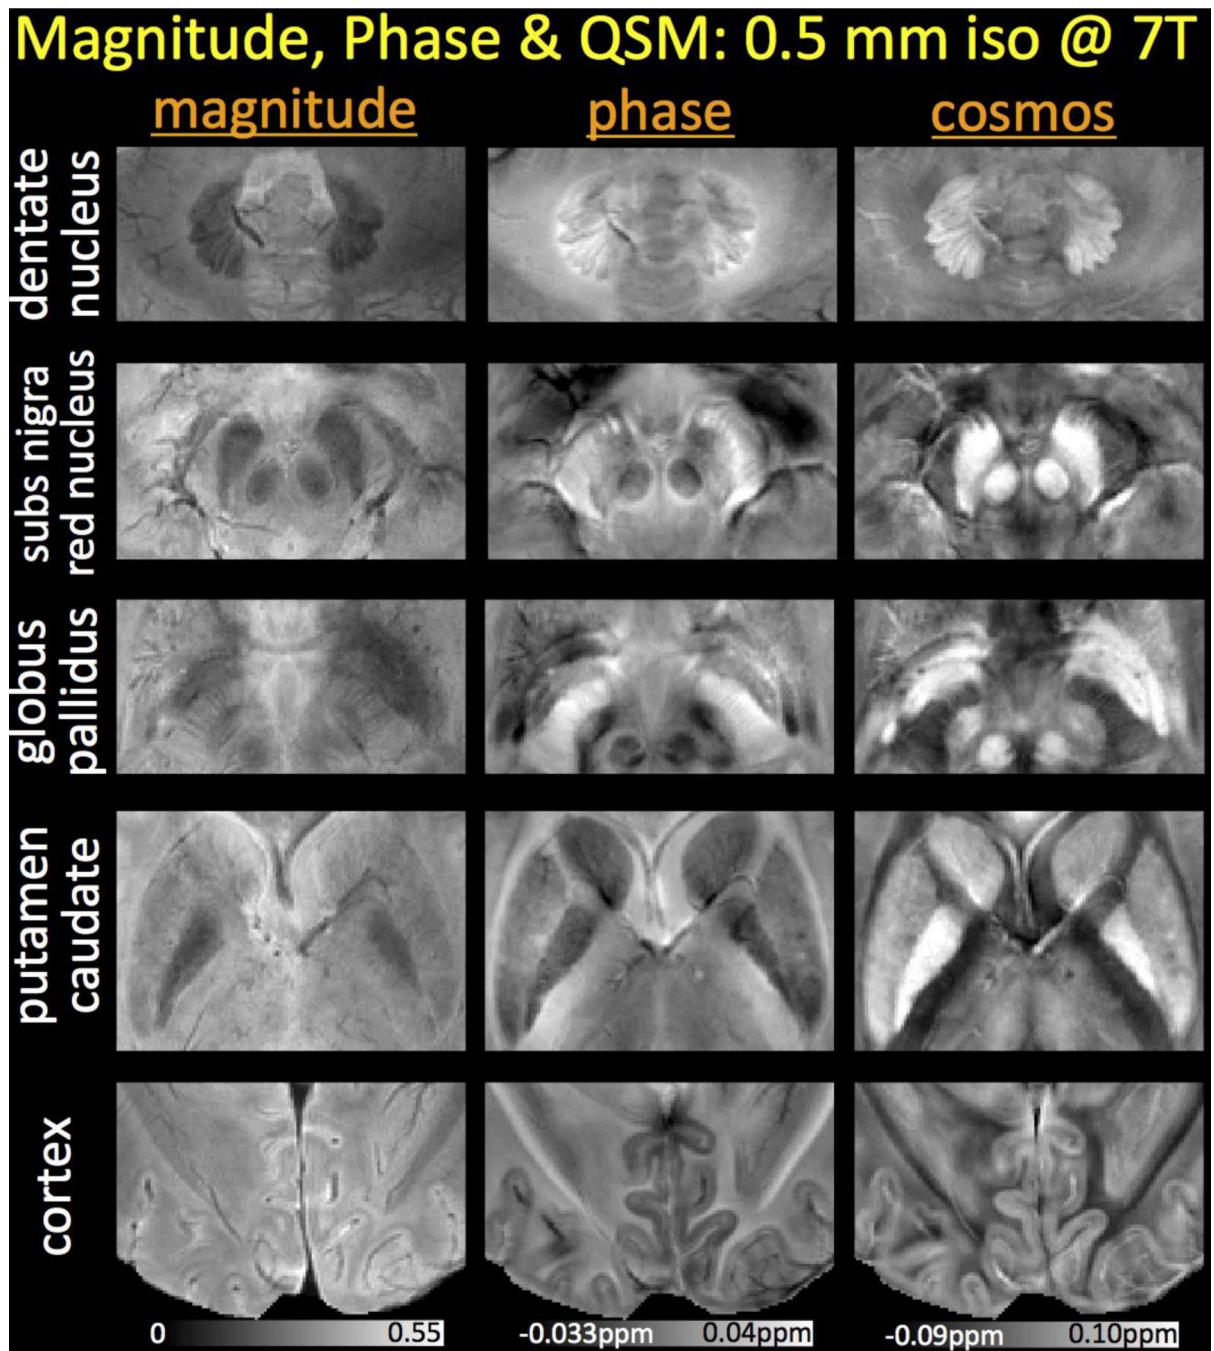 Magnitude, Phase & QSM: 0.5 mm iso @ 7T
magnitude phase cosmos
dentate
nucleus
subs nigra
red nucleus
globus
pallidus
putamen
caudate
cortex
0 0.55 -0.033ppm 0.04ppm -0.09ppm 0.10ppm